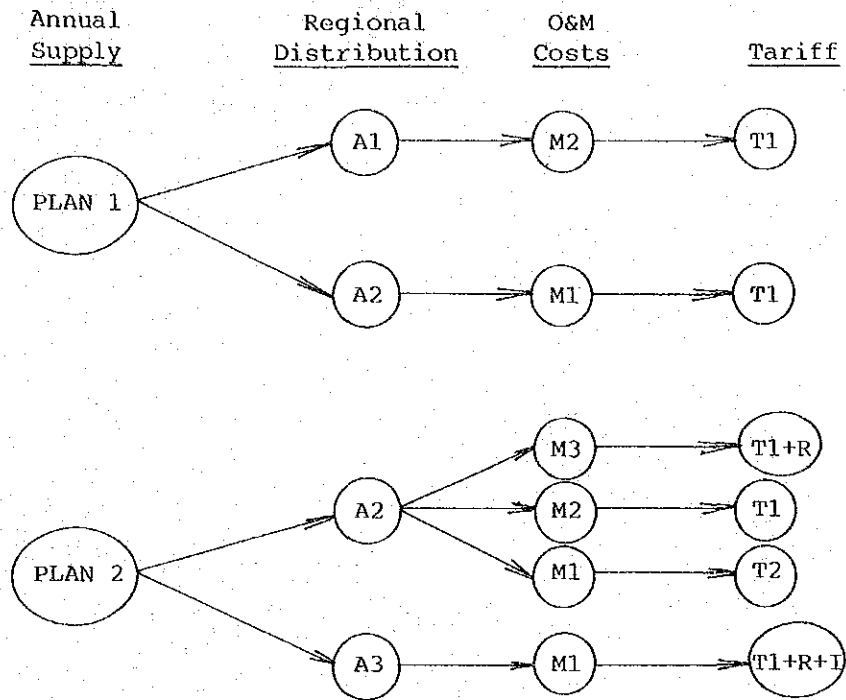 Annual Regional O&M
Supply Distribution Costs Tariff
A1 M2 T1
PLAN 1
A2 M1 T1
M3 T1+R
A2 M2 T1
PLAN 2 M1 T2
A3 M1 T1+R+I